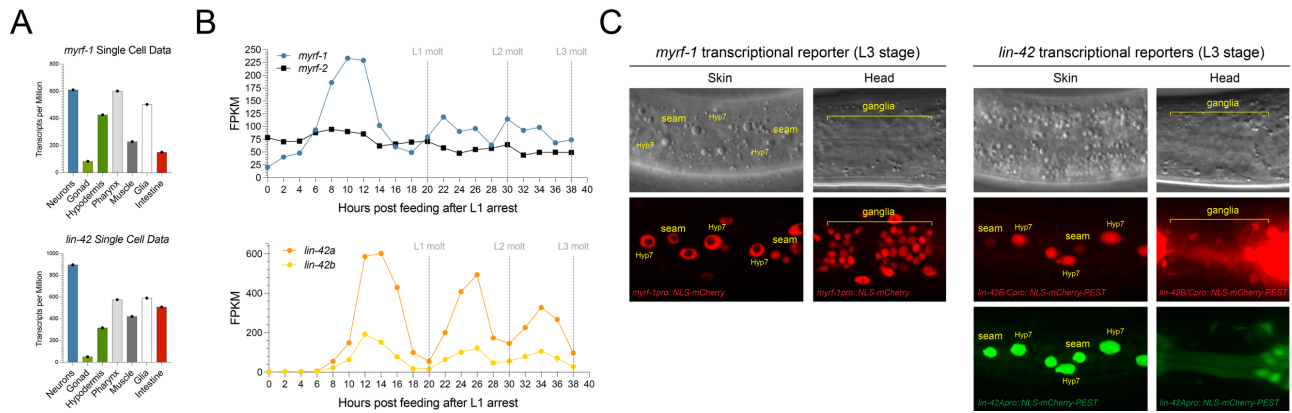 A
myrf-1 Single Cell Data
Transcripts per Million
800
600
400
200
0
Neurons
Gonad
Hypodermis
Pharynx
Muscle
Glia
Intestine
lin-42 Single Cell Data
Transcripts per Million
1000
800
600
400
200
0
Neurons
Gonad
Hypodermis
Pharynx
Muscle
Glia
Intestine
B
FPKM
250
225
200
175
150
125
100
75
50
25
0
myrf-1
myrf-2
L1 molt
L2 molt
L3 molt
0 2 4 6 8 10 12 14 16 18 20 22 24 26 28 30 32 34 36 38 40
Hours post feeding after L1 arrest
FPKM
600
400
200
0
lin-42a
lin-42b
L1 molt
L2 molt
L3 molt
0 2 4 6 8 10 12 14 16 18 20 22 24 26 28 30 32 34 36 38 40
Hours post feeding after L1 arrest
C
myrf-1 transcriptional reporter (L3 stage)
Skin
Head
seam
Hyp7
seam
Hyp7
Hyp7
ganglia
seam
Hyp7
seam
Hyp7
Hyp7
myrf-1pro::NLS-mCherry
ganglia
myrf-1pro::NLS-mCherry
lin-42 transcriptional reporters (L3 stage)
Skin
Head
ganglia
seam
Hyp7
seam
Hyp7
lin-42B/Cpro::NLS-mCherry-PEST
ganglia
lin-42B/Cpro::NLS-mCherry-PEST
seam
Hyp7
seam
Hyp7
lin-42Apro::NLS-mCherry-PEST
lin-42Apro::NLS-mCherry-PEST